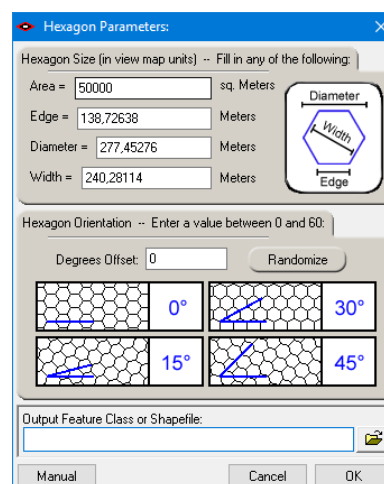 Hexagon Parameters:
Hexagon Size (in view map units) -- Fill in any of the following:
Area = 50000 sq. Meters
Edge = 138,72638 Meters
Diameter = 277,45276 Meters
Width = 240,28114 Meters
Diameter
Width
Edge
Hexagon Orientation -- Enter a value between 0 and 60:
Degrees Offset: 0 Randomize
0° 30°
15° 45°
Output Feature Class or Shapefile:
Manual Cancel OK